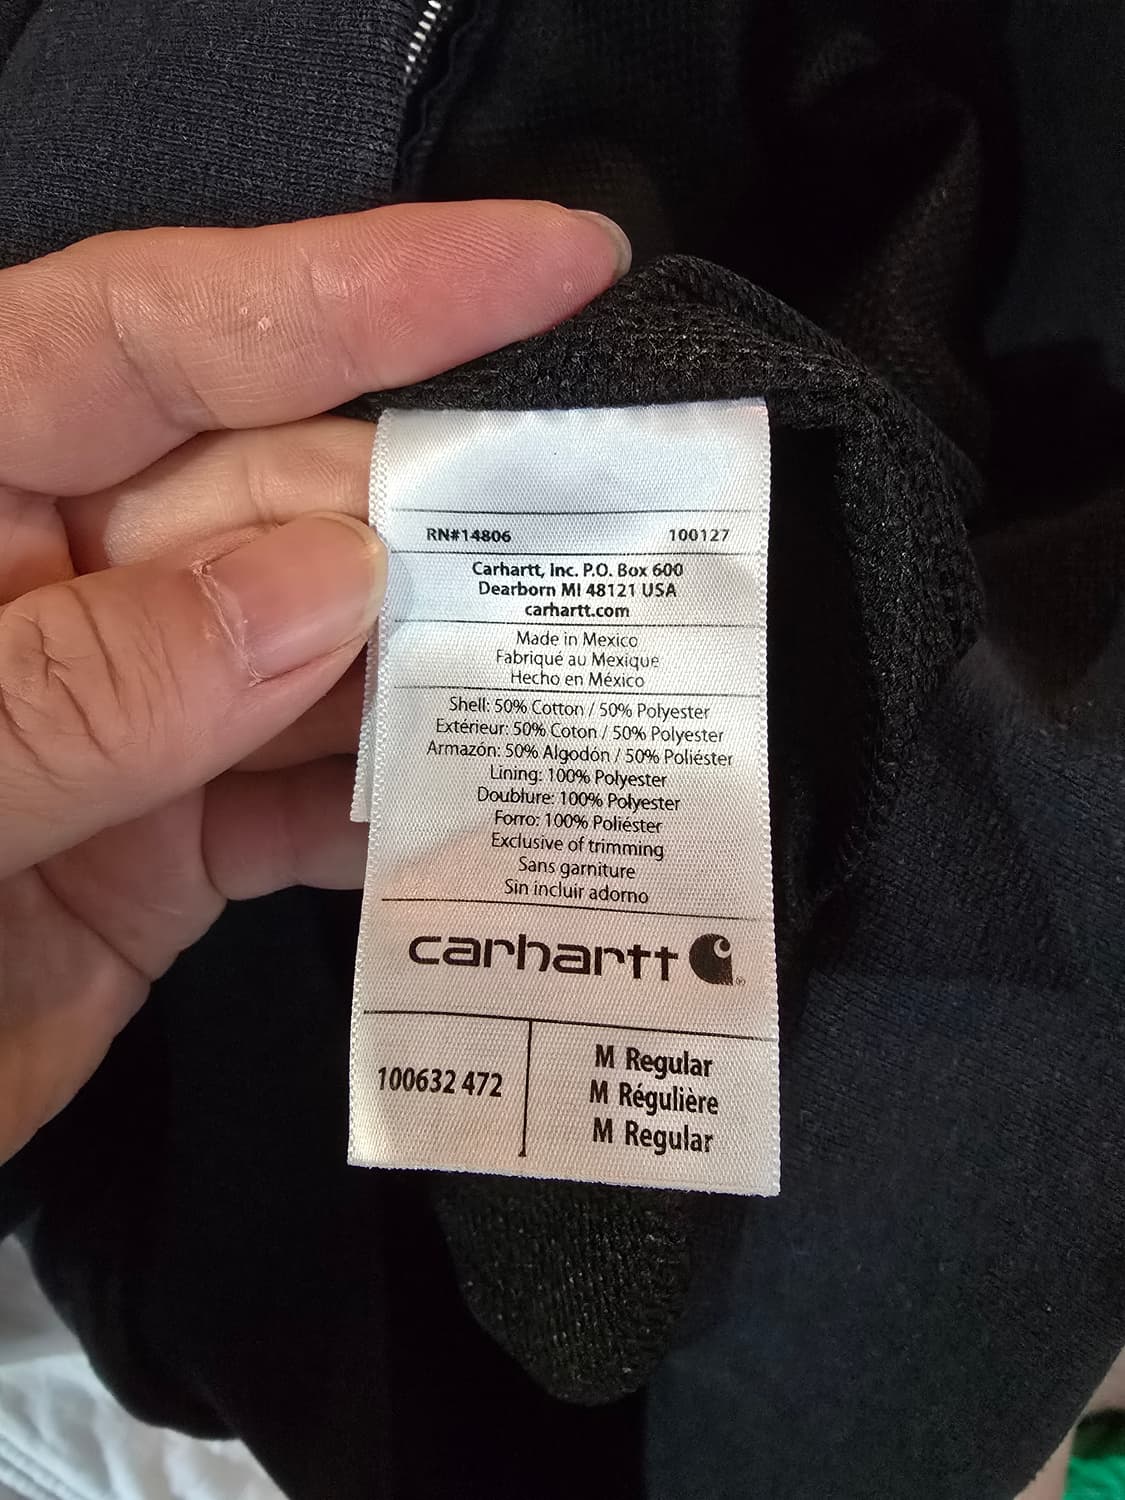 RN#14806 100127
Carhartt, Inc. P.O. Box 600
Dearborn MI 48121 USA
carhartt.com
Made in Mexico
Fabriqué au Mexique
Hecho en México
Shell: 50% Cotton / 50% Polyester
Extérieur: 50% Coton / 50% Polyester
Armazón: 50% Algodón / 50% Poliéster
Lining: 100% Polyester
Doublure: 100% Polyester
Forro: 100% Poliéster
Exclusive of trimming
Sans garniture
Sin incluir adorno
carhartt
100632 472
M Regular
M Régulière
M Regular